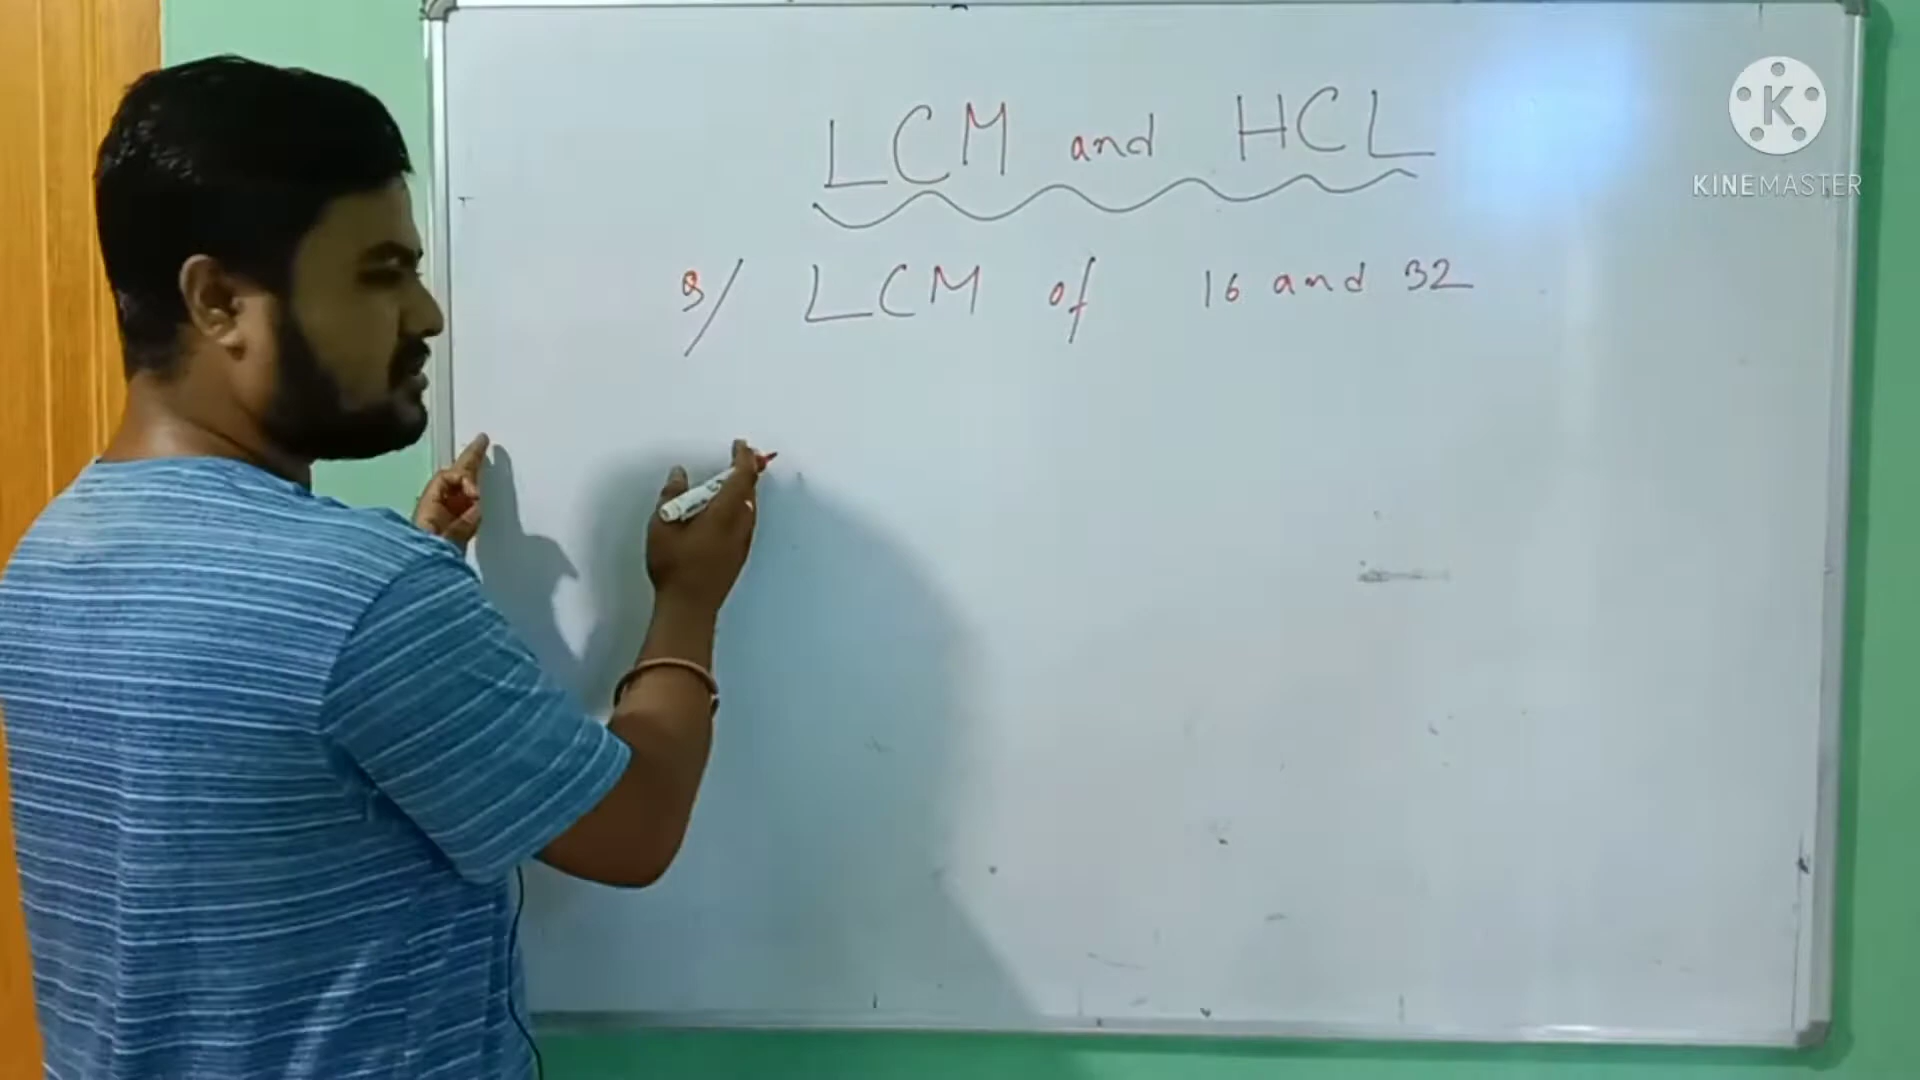 LCM and HCL
Q/ LCM of 16 and 32
K
KINEMASTER